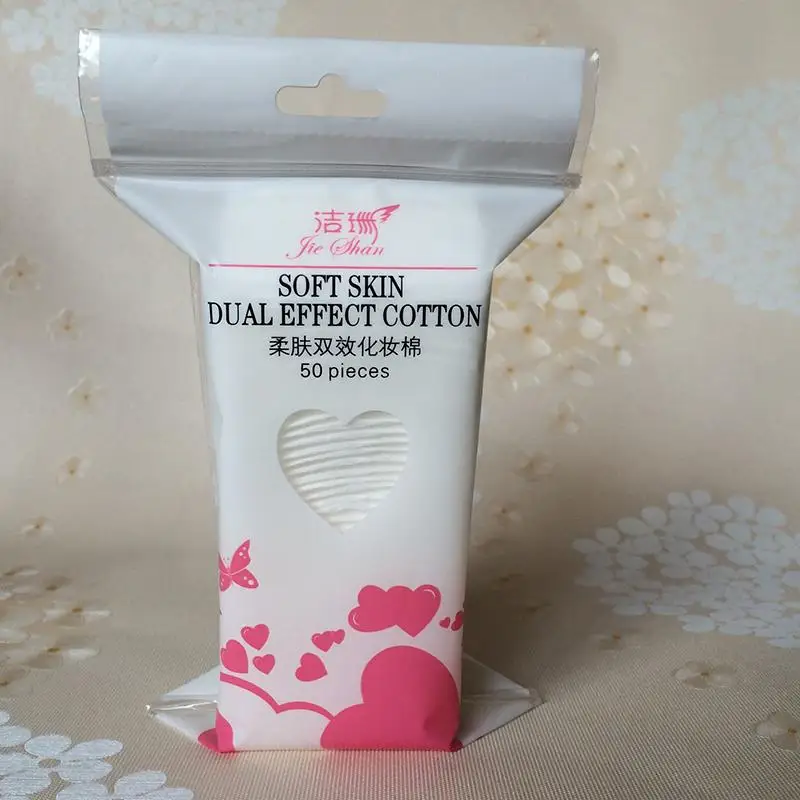 洁珊
Jie Shan
SOFT SKIN
DUAL EFFECT COTTON
柔肤双效化妆棉
50 pieces